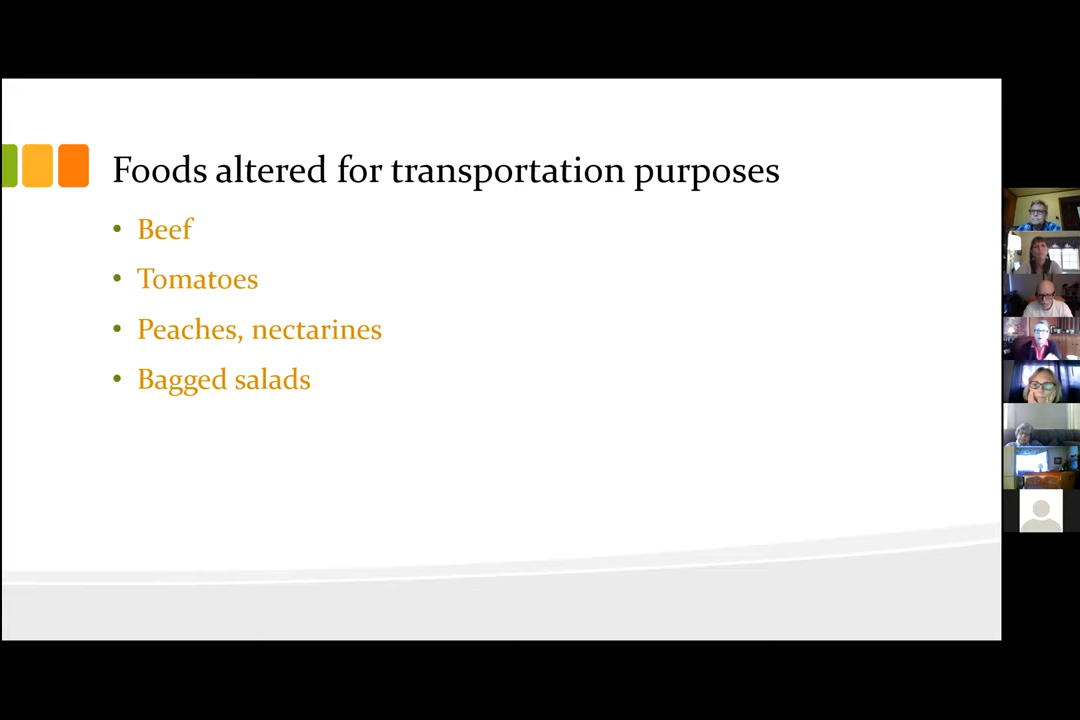 Foods altered for transportation purposes
• Beef
• Tomatoes
• Peaches, nectarines
• Bagged salads